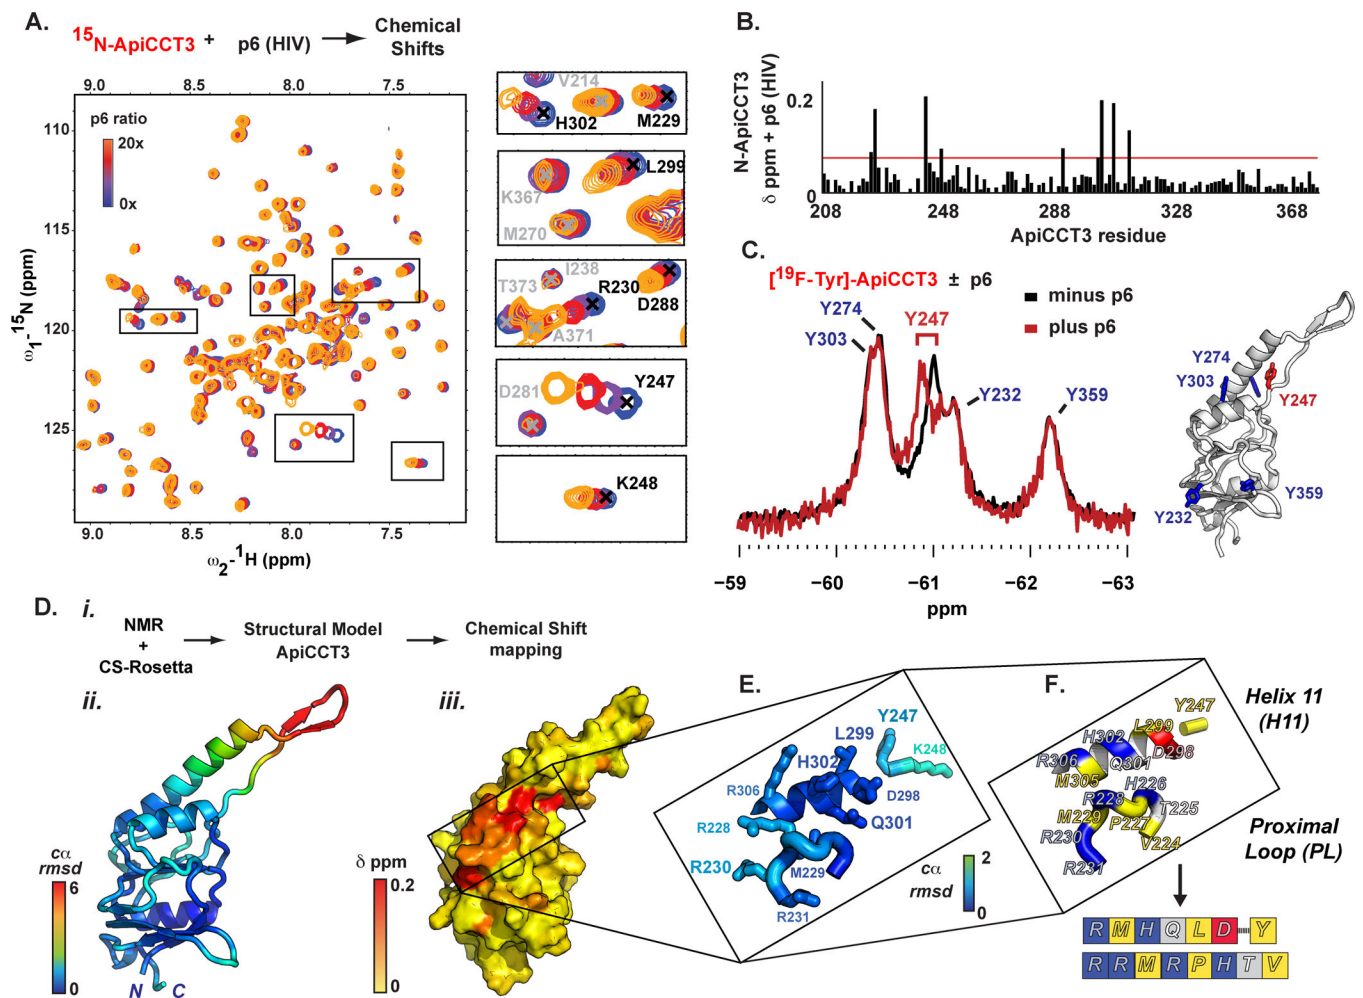 A.
15N-ApiCCT3 + p6 (HIV) Chemical Shifts
9.0 8.5 8.0 7.5
p6 ratio
20x
0x
110
115
120
125
ω1-15N (ppm)
9.0 8.5 8.0 7.5
ω2-1H (ppm)
V214
H302
M229
L299
K367
M270
I238
T373
R230
D288
A371
Y247
D281
K248
B.
N-ApiCCT3
δ ppm + p6 (HIV)
0.2
0
208 248 288 328 368
ApiCCT3 residue
C.
[19F-Tyr]-ApiCCT3 ± p6
minus p6
plus p6
Y274
Y303
Y247
Y232
Y359
−59 −60 −61 −62 −63
ppm
Y274
Y303
Y247
Y359
Y232
D.
i.
NMR
+
CS-Rosetta
Structural Model
ApiCCT3
Chemical Shift
mapping
ii.
cα
rmsd
6
0
N C
iii.
δ ppm
0.2
0
E.
Y247
L299
K248
H302
R306
D298
R228
Q301
R230
M229
R231
cα
rmsd
2
0
F.
Helix 11
(H11)
Y247
L299
H302
D298
R306
Q301
M305
H226
R228
T225
M229
P227
R230
V224
R231
Proximal
Loop (PL)
R M H Q L D Y
R R M R P H T V